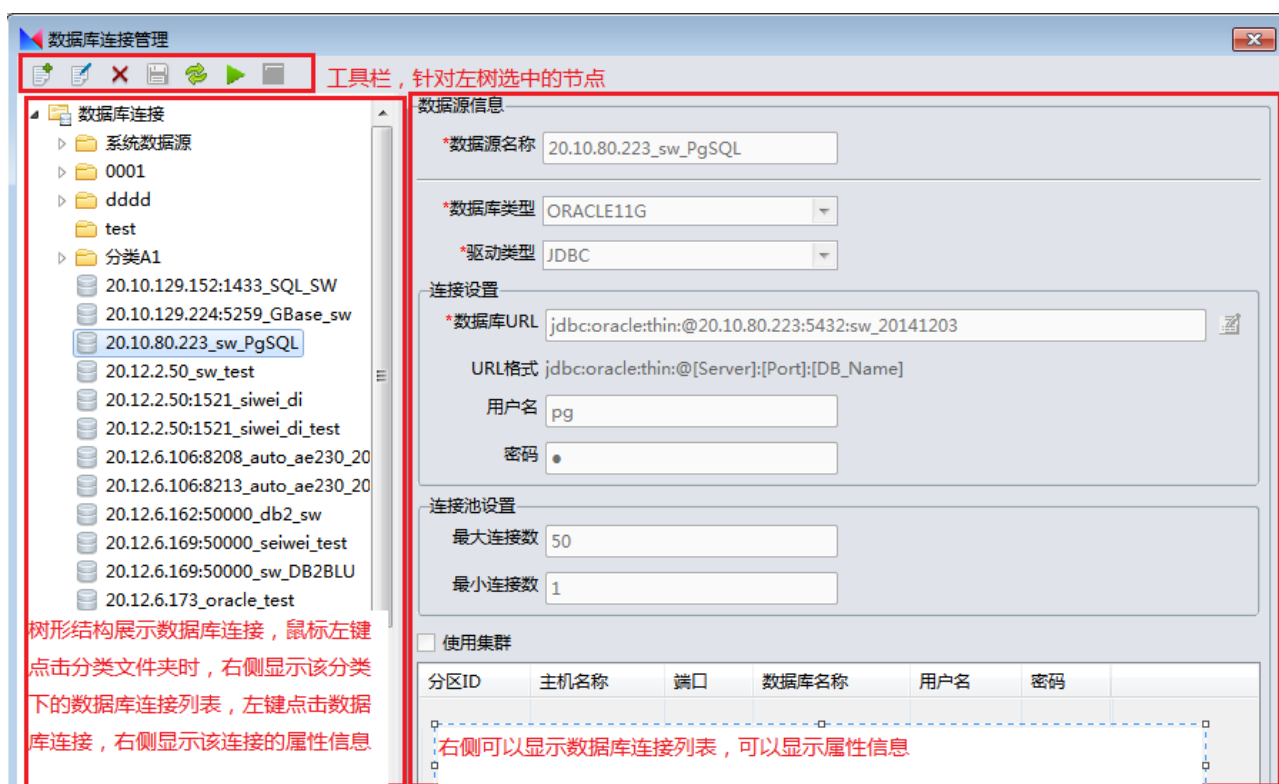 数据库连接管理
工具栏，针对左树选中的节点
数据库连接
系统数据源
0001
dddd
test
分类A1
20.10.129.152:1433_SQL_SW
20.10.129.224:5259_GBase_sw
20.10.80.223_sw_PgSQL
20.12.2.50_sw_test
20.12.2.50:1521_siwei_di
20.12.2.50:1521_siwei_di_test
20.12.6.106:8208_auto_ae230_20
20.12.6.106:8213_auto_ae230_20
20.12.6.162:50000_db2_sw
20.12.6.169:50000_seiwei_test
20.12.6.169:50000_sw_DB2BLU
20.12.6.173_oracle_test
树形结构展示数据库连接，鼠标左键
点击分类文件夹时，右侧显示该分类
下的数据库连接列表，左键点击数据
库连接，右侧显示该连接的属性信息
数据源信息
*数据源名称 20.10.80.223_sw_PgSQL
*数据库类型 ORACLE11G
*驱动类型 JDBC
连接设置
*数据库URL jdbc:oracle:thin:@20.10.80.223:5432:sw_20141203
URL格式 jdbc:oracle:thin:@[Server]:[Port]:[DB_Name]
用户名 pg
密码 ●
连接池设置
最大连接数 50
最小连接数 1
使用集群
分区ID 主机名称 端口 数据库名称 用户名 密码
右侧可以显示数据库连接列表，可以显示属性信息